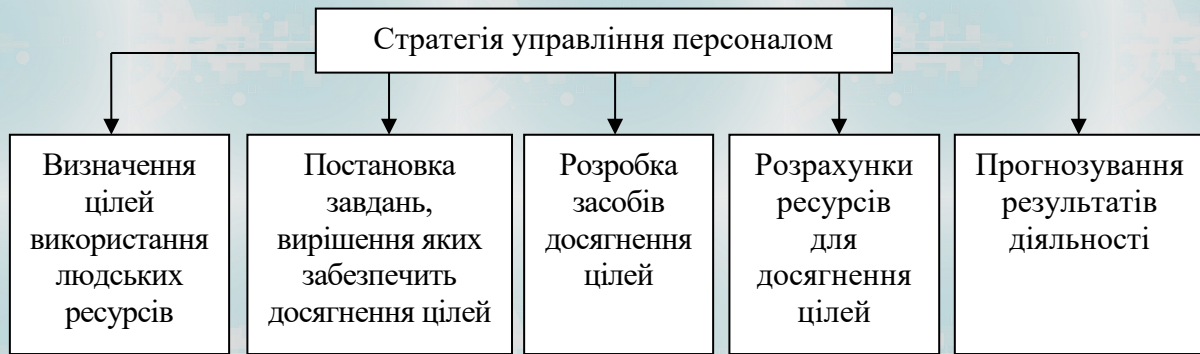 Стратегія управління персоналом
Визначення
цілей
використання
людських
ресурсів
Постановка
завдань,
вирішення яких
забезпечить
досягнення цілей
Розробка
засобів
досягнення
цілей
Розрахунки
ресурсів
для
досягнення
цілей
Прогнозування
результатів
діяльності